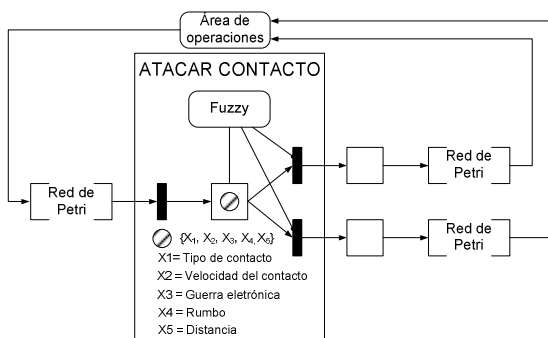 Área de
operaciones
ATACAR CONTACTO
Fuzzy
Red de
Petri
Red de
Petri
Red de
Petri
{X₁, X₂, X₃, X₄, X₅}
X1= Tipo de contacto
X2 = Velocidad del contacto
X3 = Guerra eletrónica
X4 = Rumbo
X5 = Distancia